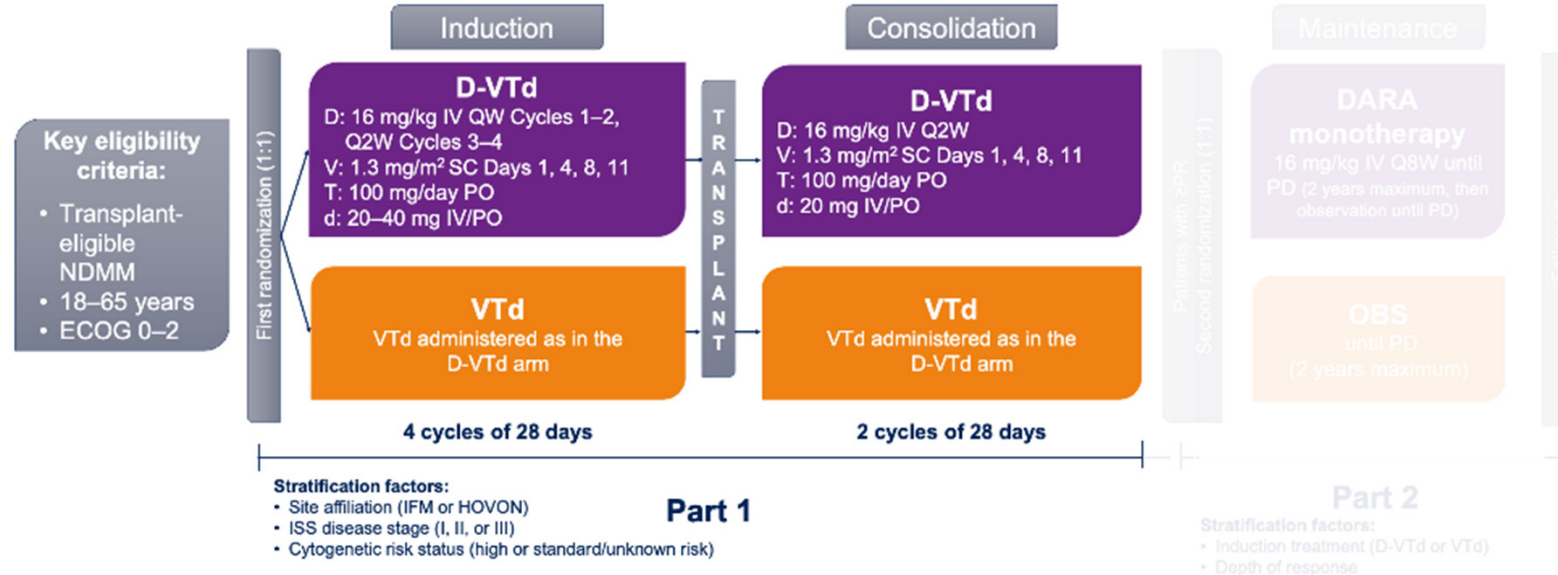 Induction
Consolidation
Maintenance
Key eligibility
criteria:
• Transplant-
eligible
NDMM
• 18–65 years
• ECOG 0–2
First randomization (1:1)
D-VTd
D: 16 mg/kg IV QW Cycles 1–2,
Q2W Cycles 3–4
V: 1.3 mg/m² SC Days 1, 4, 8, 11
T: 100 mg/day PO
d: 20–40 mg IV/PO
VTd
VTd administered as in the
D-VTd arm
TRANSPLANT
D-VTd
D: 16 mg/kg IV Q2W
V: 1.3 mg/m² SC Days 1, 4, 8, 11
T: 100 mg/day PO
d: 20 mg IV/PO
VTd
VTd administered as in the
D-VTd arm
Patients with ≥PR
Second randomization (1:1)
DARA
monotherapy
16 mg/kg IV Q8W until
PD (2 years maximum, then
observation until PD)
OBS
until PD
(2 years maximum)
4 cycles of 28 days
2 cycles of 28 days
Stratification factors:
• Site affiliation (IFM or HOVON)
• ISS disease stage (I, II, or III)
• Cytogenetic risk status (high or standard/unknown risk)
Part 1
Part 2
Stratification factors:
• Induction treatment (D-VTd or VTd)
• Depth of response